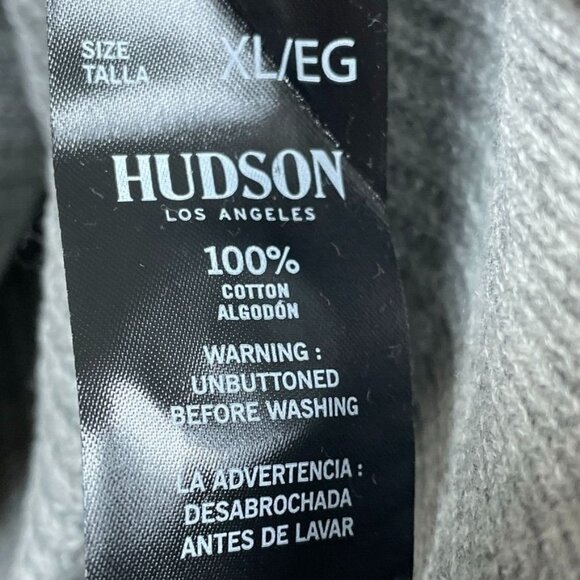 SIZE XL/EG
TALLA
HUDSON
LOS ANGELES
100%
COTTON
ALGODÓN
WARNING :
UNBUTTONED
BEFORE WASHING
LA ADVERTENCIA :
DESABROCHADA
ANTES DE LAVAR